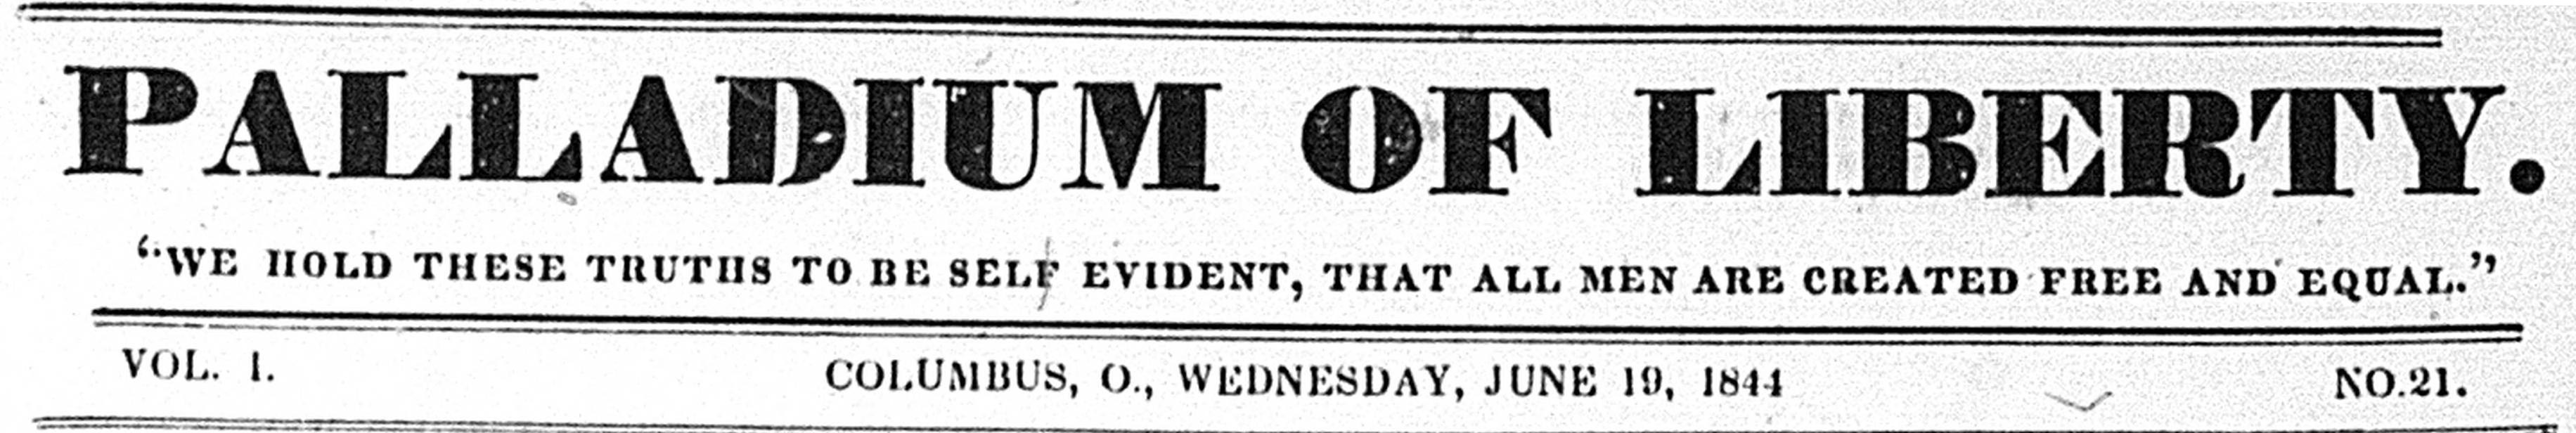 PALLADIUM OF LIBERTY.
“WE HOLD THESE TRUTHS TO BE SELF EVIDENT, THAT ALL MEN ARE CREATED FREE AND EQUAL.”
VOL. I. COLUMBUS, O., WEDNESDAY, JUNE 19, 1844 NO.21.